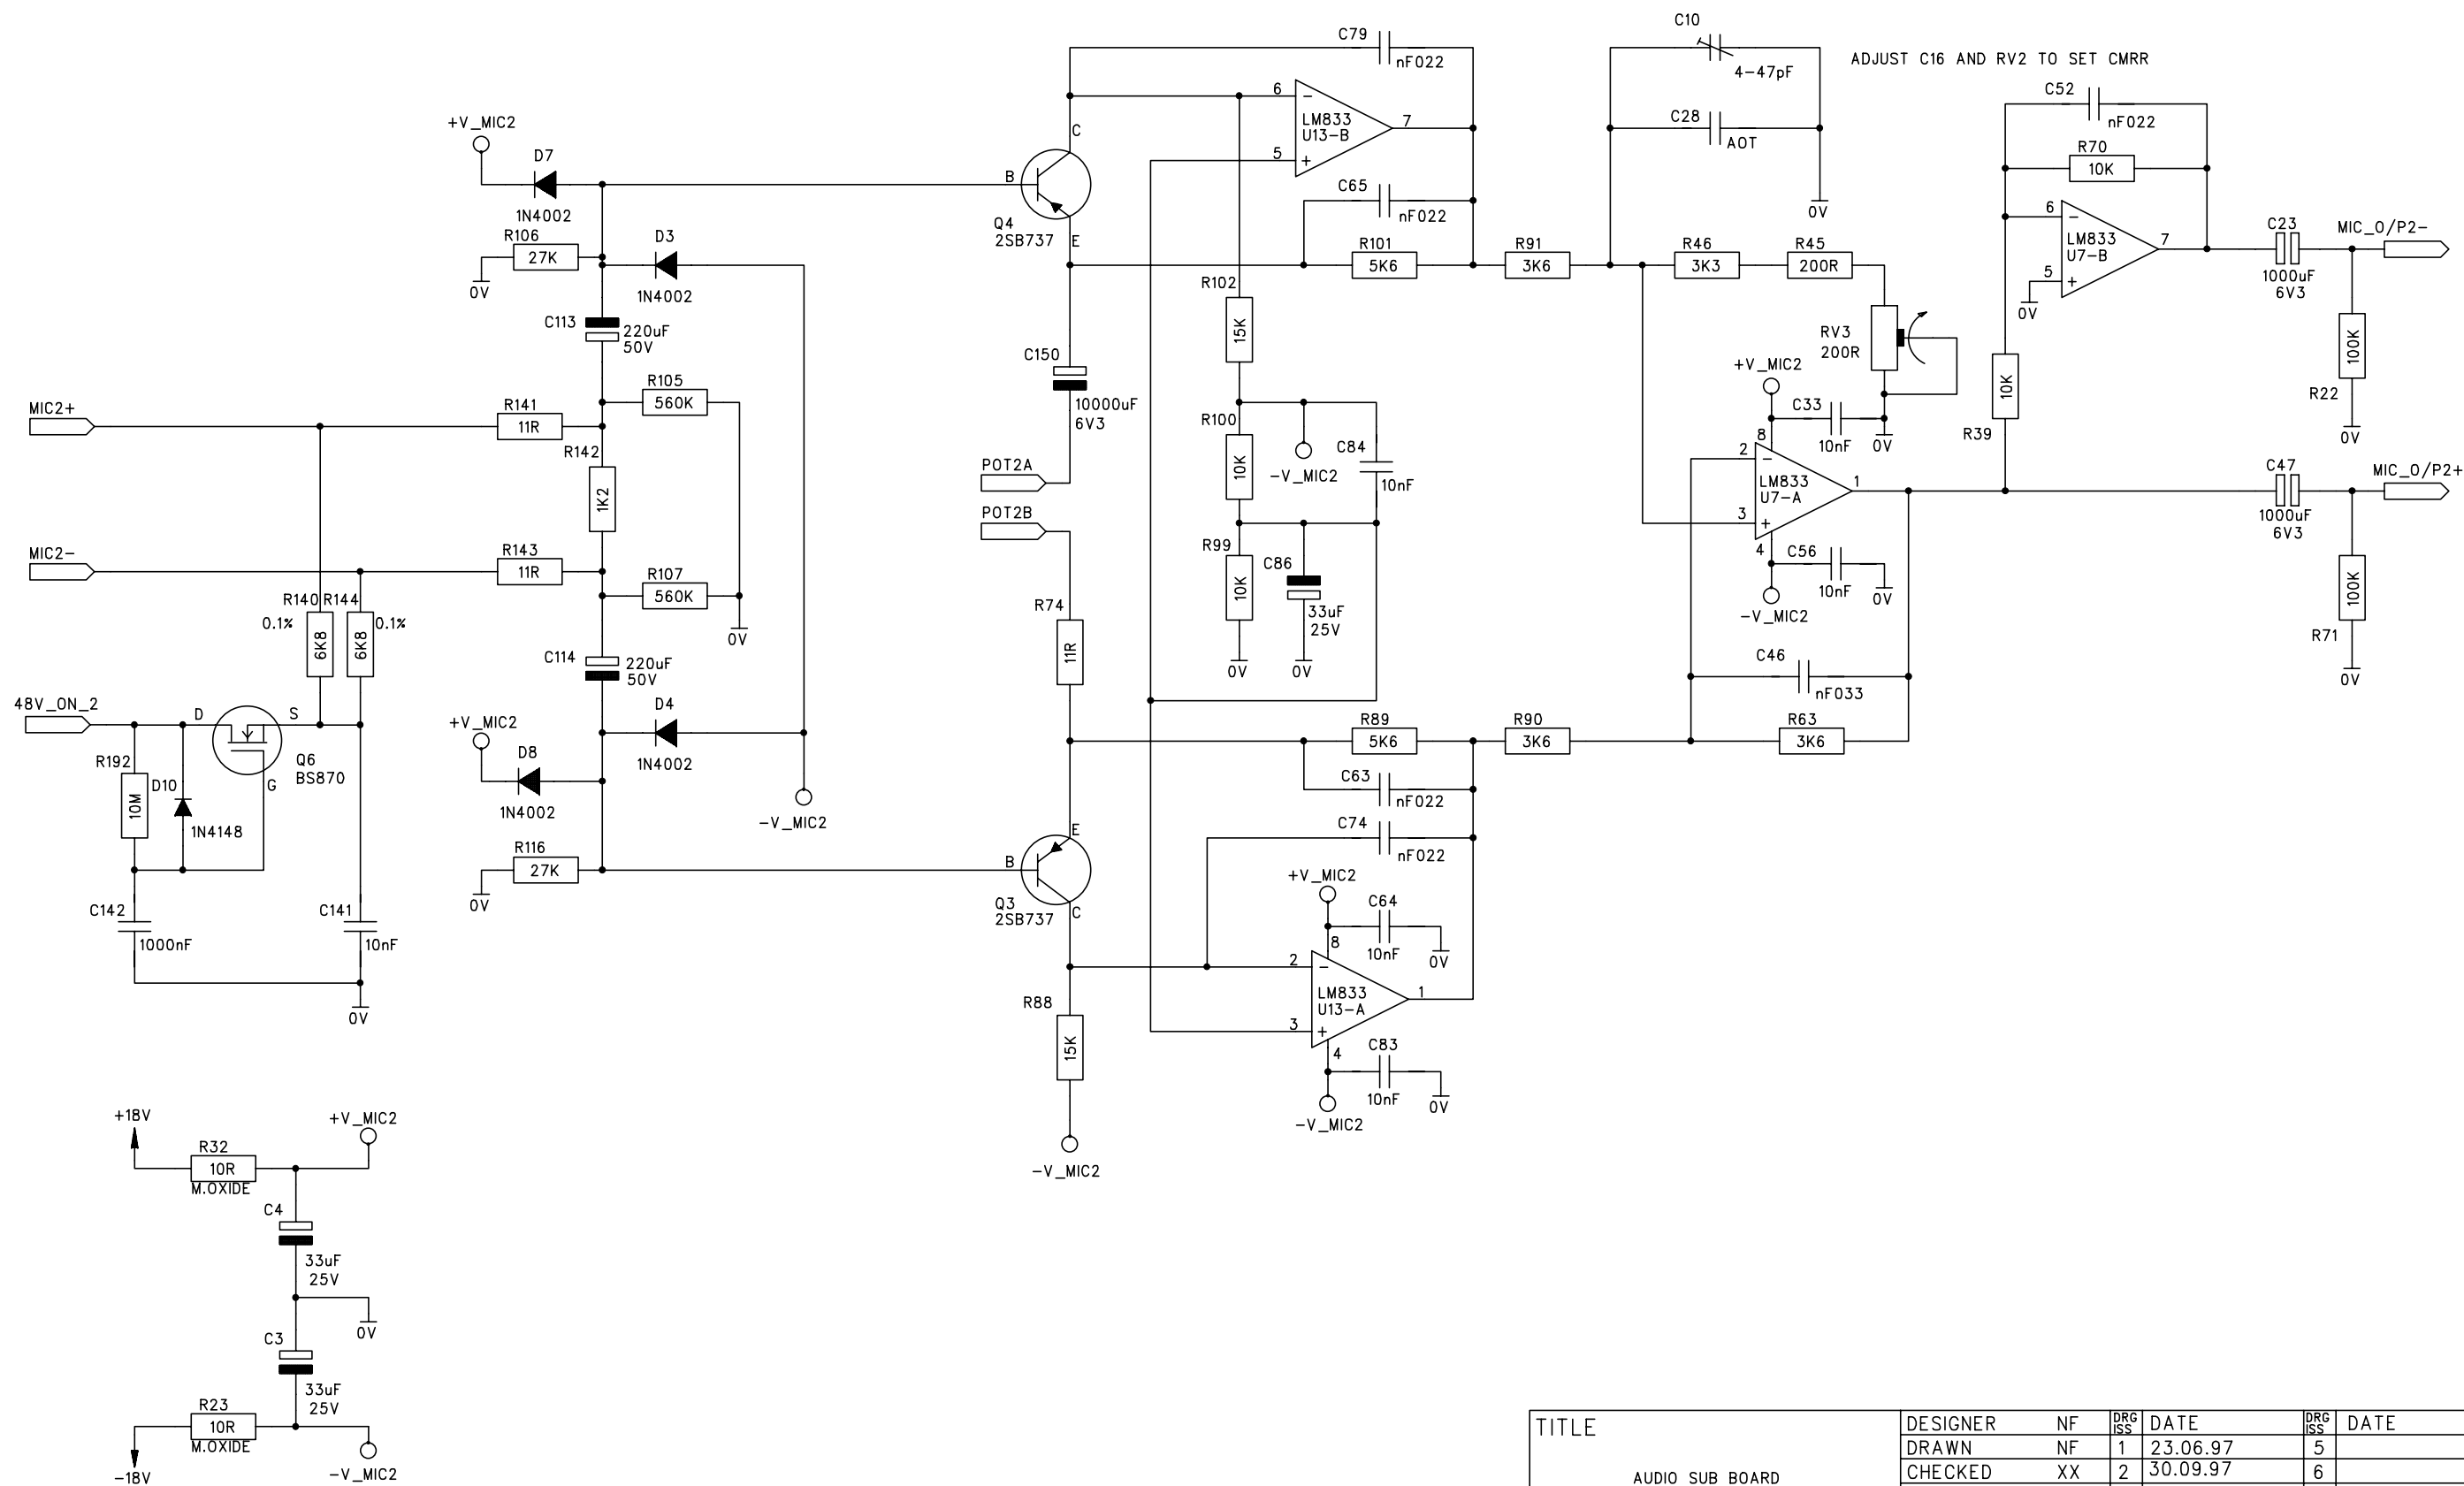 C10
4-47pF
ADJUST C16 AND RV2 TO SET CMRR
C79
nF022
C28
AOT
C52
nF022
R70
10K
6
-
LM833
U13-B
7
5
+
C65
nF022
0V
6
-
LM833
U7-B
7
5
+
0V
C23
1000uF
6V3
MIC_O/P2-
100K
R22
0V
+V_MIC2
D7
1N4002
R106
27K
0V
D3
1N4002
C
B
Q4
2SB737
E
R101
5K6
R91
3K6
R46
3K3
R45
200R
RV3
200R
R102
15K
C113
220uF
50V
C150
10000uF
6V3
R105
560K
MIC2+
R141
11R
R142
1K2
POT2A
POT2B
R100
10K
-V_MIC2
C84
10nF
+V_MIC2
C33
10nF
0V
8
2
-
LM833
U7-A
1
3
+
4
C56
10nF
0V
-V_MIC2
10K
R39
C47
1000uF
6V3
MIC_O/P2+
100K
R71
0V
MIC2-
R143
11R
R107
560K
0V
R140
R144
0.1%
0.1%
6K8
6K8
R74
11R
R99
10K
C86
33uF
25V
0V
0V
C46
nF033
C114
220uF
50V
D4
1N4002
48V_ON_2
D
S
Q6
BS870
G
R192
10M
D10
1N4148
+V_MIC2
D8
1N4002
-V_MIC2
R89
5K6
R90
3K6
R63
3K6
C63
nF022
C74
nF022
R116
27K
0V
B
E
Q3
2SB737
C
C142
1000nF
C141
10nF
0V
+V_MIC2
C64
10nF
0V
8
2
-
LM833
U13-A
1
3
+
4
C83
10nF
0V
-V_MIC2
R88
15K
-V_MIC2
+18V
+V_MIC2
R32
10R
M.OXIDE
C4
33uF
25V
0V
C3
33uF
25V
R23
10R
M.OXIDE
-18V
-V_MIC2
TITLE
AUDIO SUB BOARD
DESIGNER NF DRG ISS DATE DRG ISS DATE
DRAWN NF 1 23.06.97 5
CHECKED XX 2 30.09.97 6